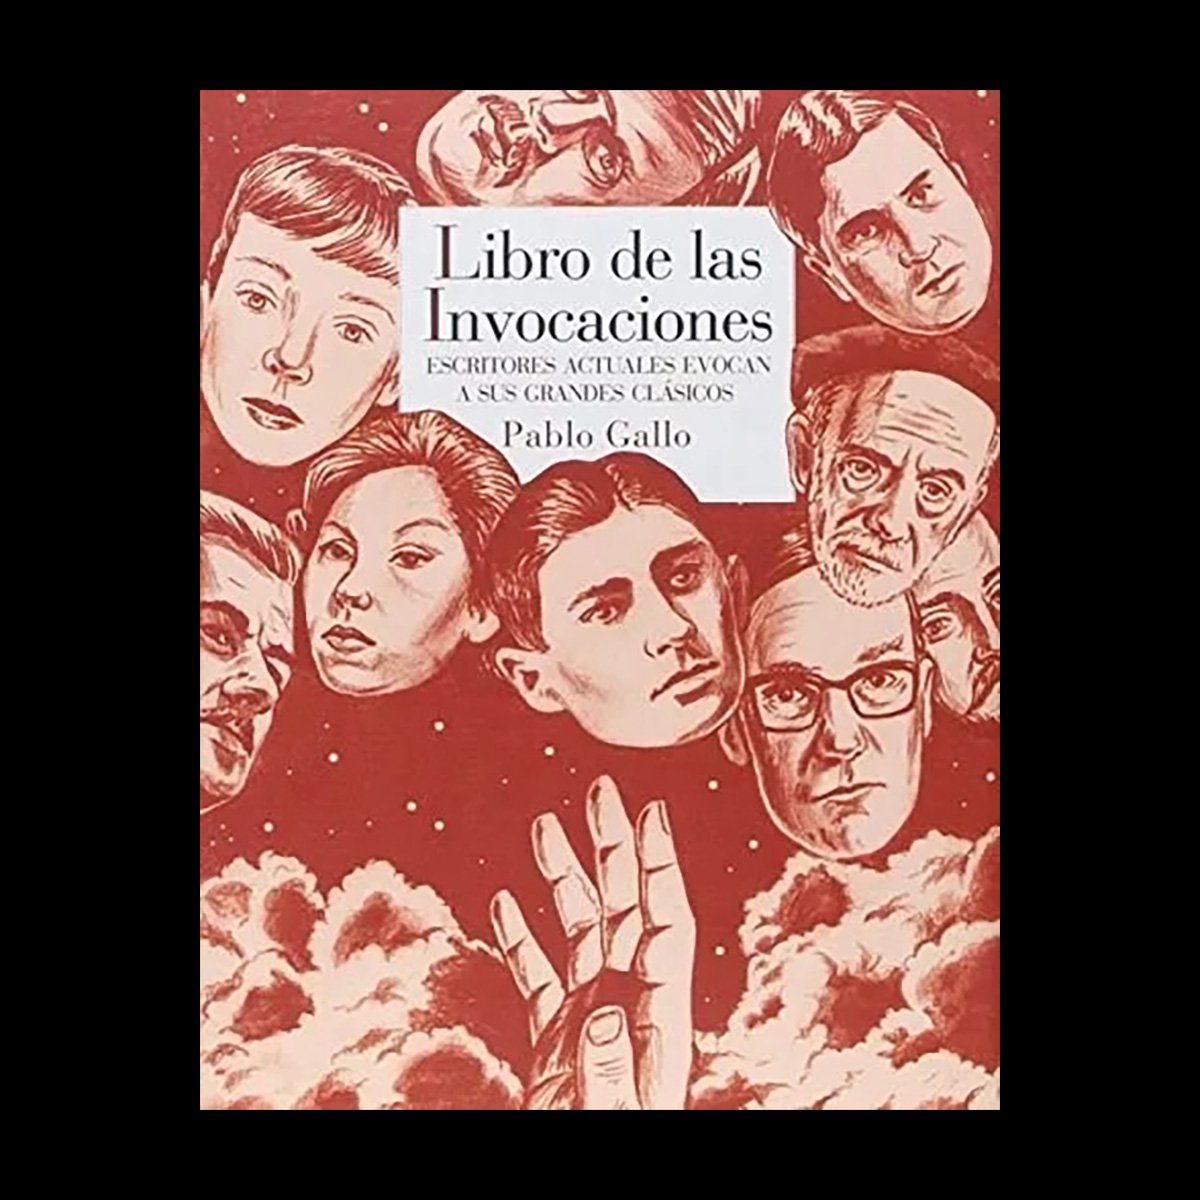 Libro de las
Invocaciones
ESCRITORES ACTUALES EVOCAN
A SUS GRANDES CLÁSICOS
Pablo Gallo